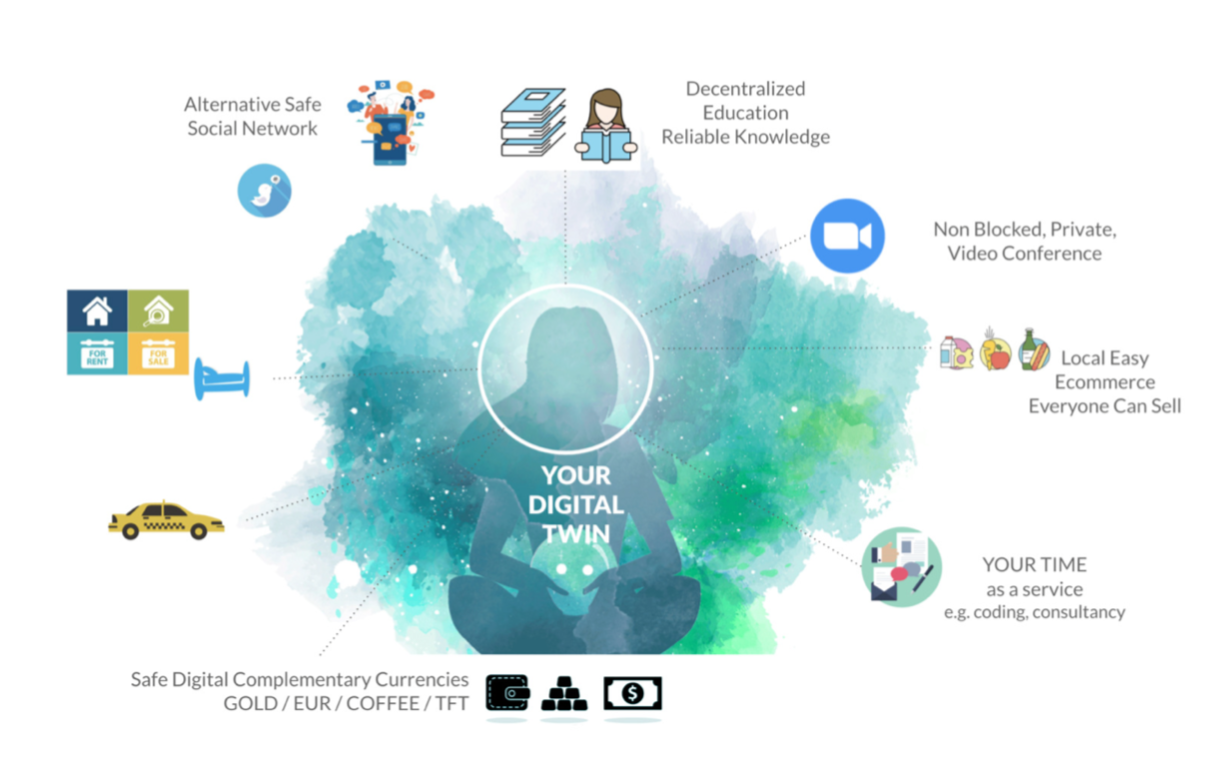 Alternative Safe
Social Network
Decentralized
Education
Reliable Knowledge
Non Blocked, Private,
Video Conference
FOR
RENT
FOR
SALE
Local Easy
Ecommerce
Everyone Can Sell
YOUR
DIGITAL
TWIN
YOUR TIME
as a service
e.g. coding, consultancy
Safe Digital Complementary Currencies
GOLD / EUR / COFFEE / TFT
$